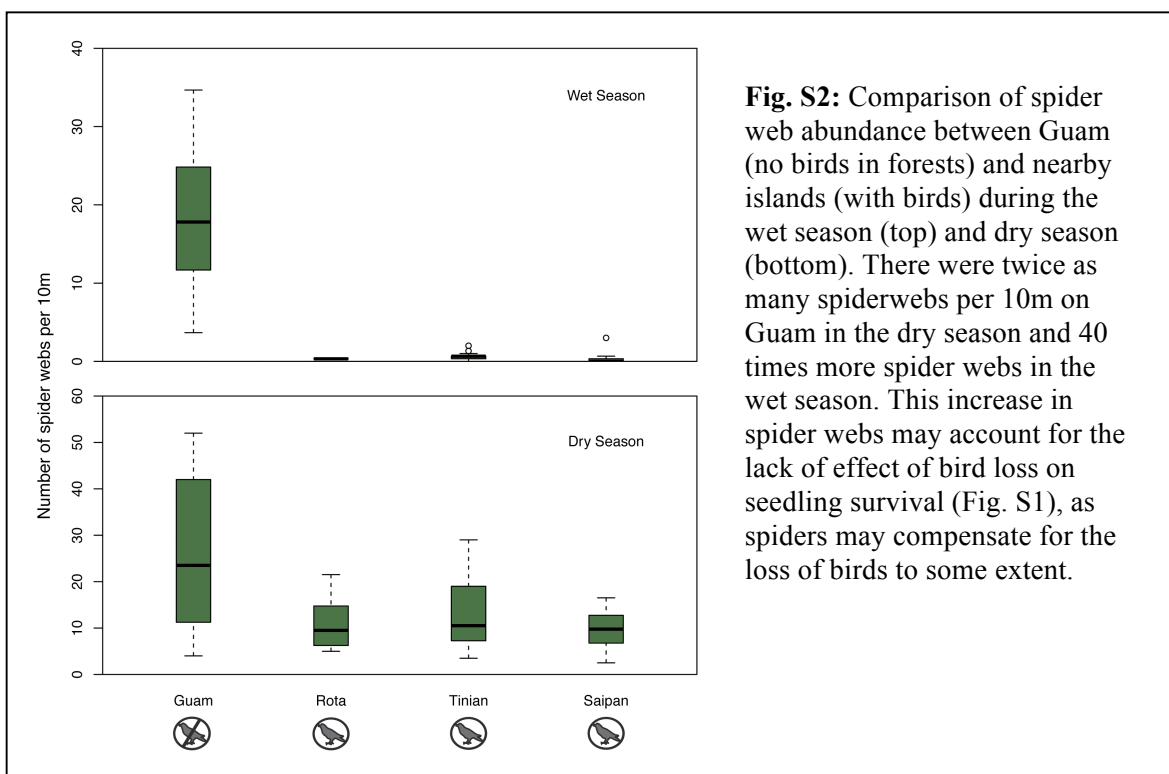 40
30
20
10
0
Wet Season
60
50
40
30
20
10
0
Dry Season
Number of spider webs per 10m
Guam Rota Tinian Saipan
Fig. S2: Comparison of spider
web abundance between Guam
(no birds in forests) and nearby
islands (with birds) during the
wet season (top) and dry season
(bottom). There were twice as
many spiderwebs per 10m on
Guam in the dry season and 40
times more spider webs in the
wet season. This increase in
spider webs may account for the
lack of effect of bird loss on
seedling survival (Fig. S1), as
spiders may compensate for the
loss of birds to some extent.